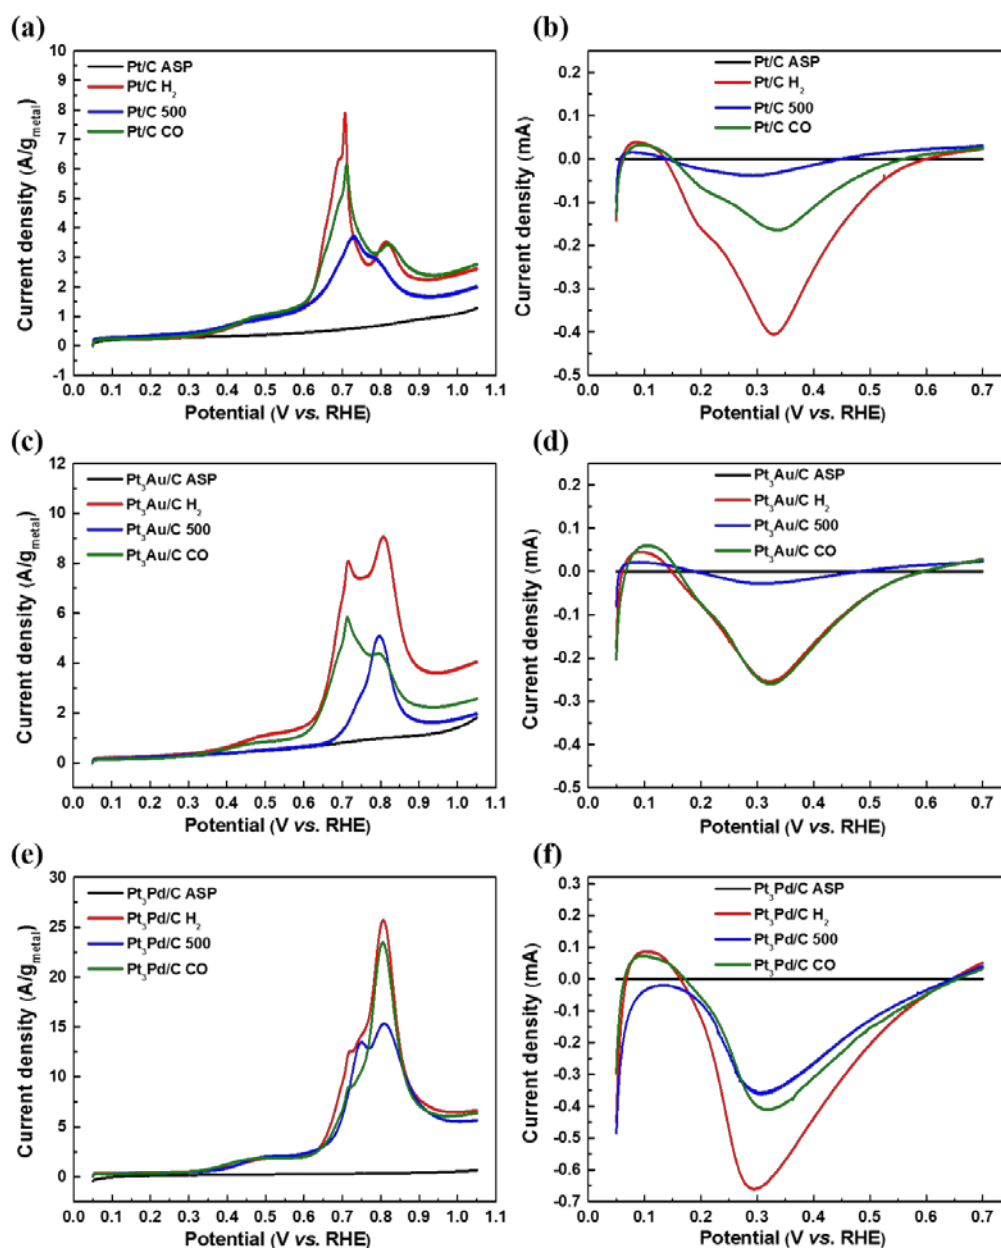 (a)
10
9
8
7
6
5
4
3
2
1
0
-1
Current density (A/g_metal)
Pt/C ASP
Pt/C H₂
Pt/C 500
Pt/C CO
0.0 0.1 0.2 0.3 0.4 0.5 0.6 0.7 0.8 0.9 1.0 1.1
Potential (V vs. RHE)
(b)
0.2
0.1
0.0
-0.1
-0.2
-0.3
-0.4
-0.5
Current density (mA)
Pt/C ASP
Pt/C H₂
Pt/C 500
Pt/C CO
0.0 0.1 0.2 0.3 0.4 0.5 0.6 0.7
Potential (V vs. RHE)
(c)
12
10
8
6
4
2
0
Current density (A/g_metal)
Pt₃Au/C ASP
Pt₃Au/C H₂
Pt₃Au/C 500
Pt₃Au/C CO
0.0 0.1 0.2 0.3 0.4 0.5 0.6 0.7 0.8 0.9 1.0 1.1
Potential (V vs. RHE)
(d)
0.2
0.1
0.0
-0.1
-0.2
-0.3
-0.4
-0.5
Current density (mA)
Pt₃Au/C ASP
Pt₃Au/C H₂
Pt₃Au/C 500
Pt₃Au/C CO
0.0 0.1 0.2 0.3 0.4 0.5 0.6 0.7
Potential (V vs. RHE)
(e)
30
25
20
15
10
5
0
Current density (A/g_metal)
Pt₃Pd/C ASP
Pt₃Pd/C H₂
Pt₃Pd/C 500
Pt₃Pd/C CO
0.0 0.1 0.2 0.3 0.4 0.5 0.6 0.7 0.8 0.9 1.0 1.1
Potential (V vs. RHE)
(f)
0.3
0.2
0.1
0.0
-0.1
-0.2
-0.3
-0.4
-0.5
-0.6
-0.7
Current density (mA)
Pt₃Pd/C ASP
Pt₃Pd/C H₂
Pt₃Pd/C 500
Pt₃Pd/C CO
0.0 0.1 0.2 0.3 0.4 0.5 0.6 0.7
Potential (V vs. RHE)